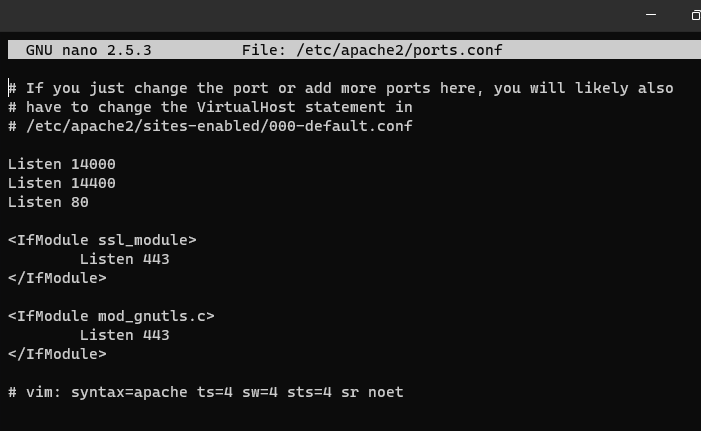 GNU nano 2.5.3 File: /etc/apache2/ports.conf
# If you just change the port or add more ports here, you will likely also
# have to change the VirtualHost statement in
# /etc/apache2/sites-enabled/000-default.conf
Listen 14000
Listen 14400
Listen 80
<IfModule ssl_module>
Listen 443
</IfModule>
<IfModule mod_gnutls.c>
Listen 443
</IfModule>
# vim: syntax=apache ts=4 sw=4 sts=4 sr noet